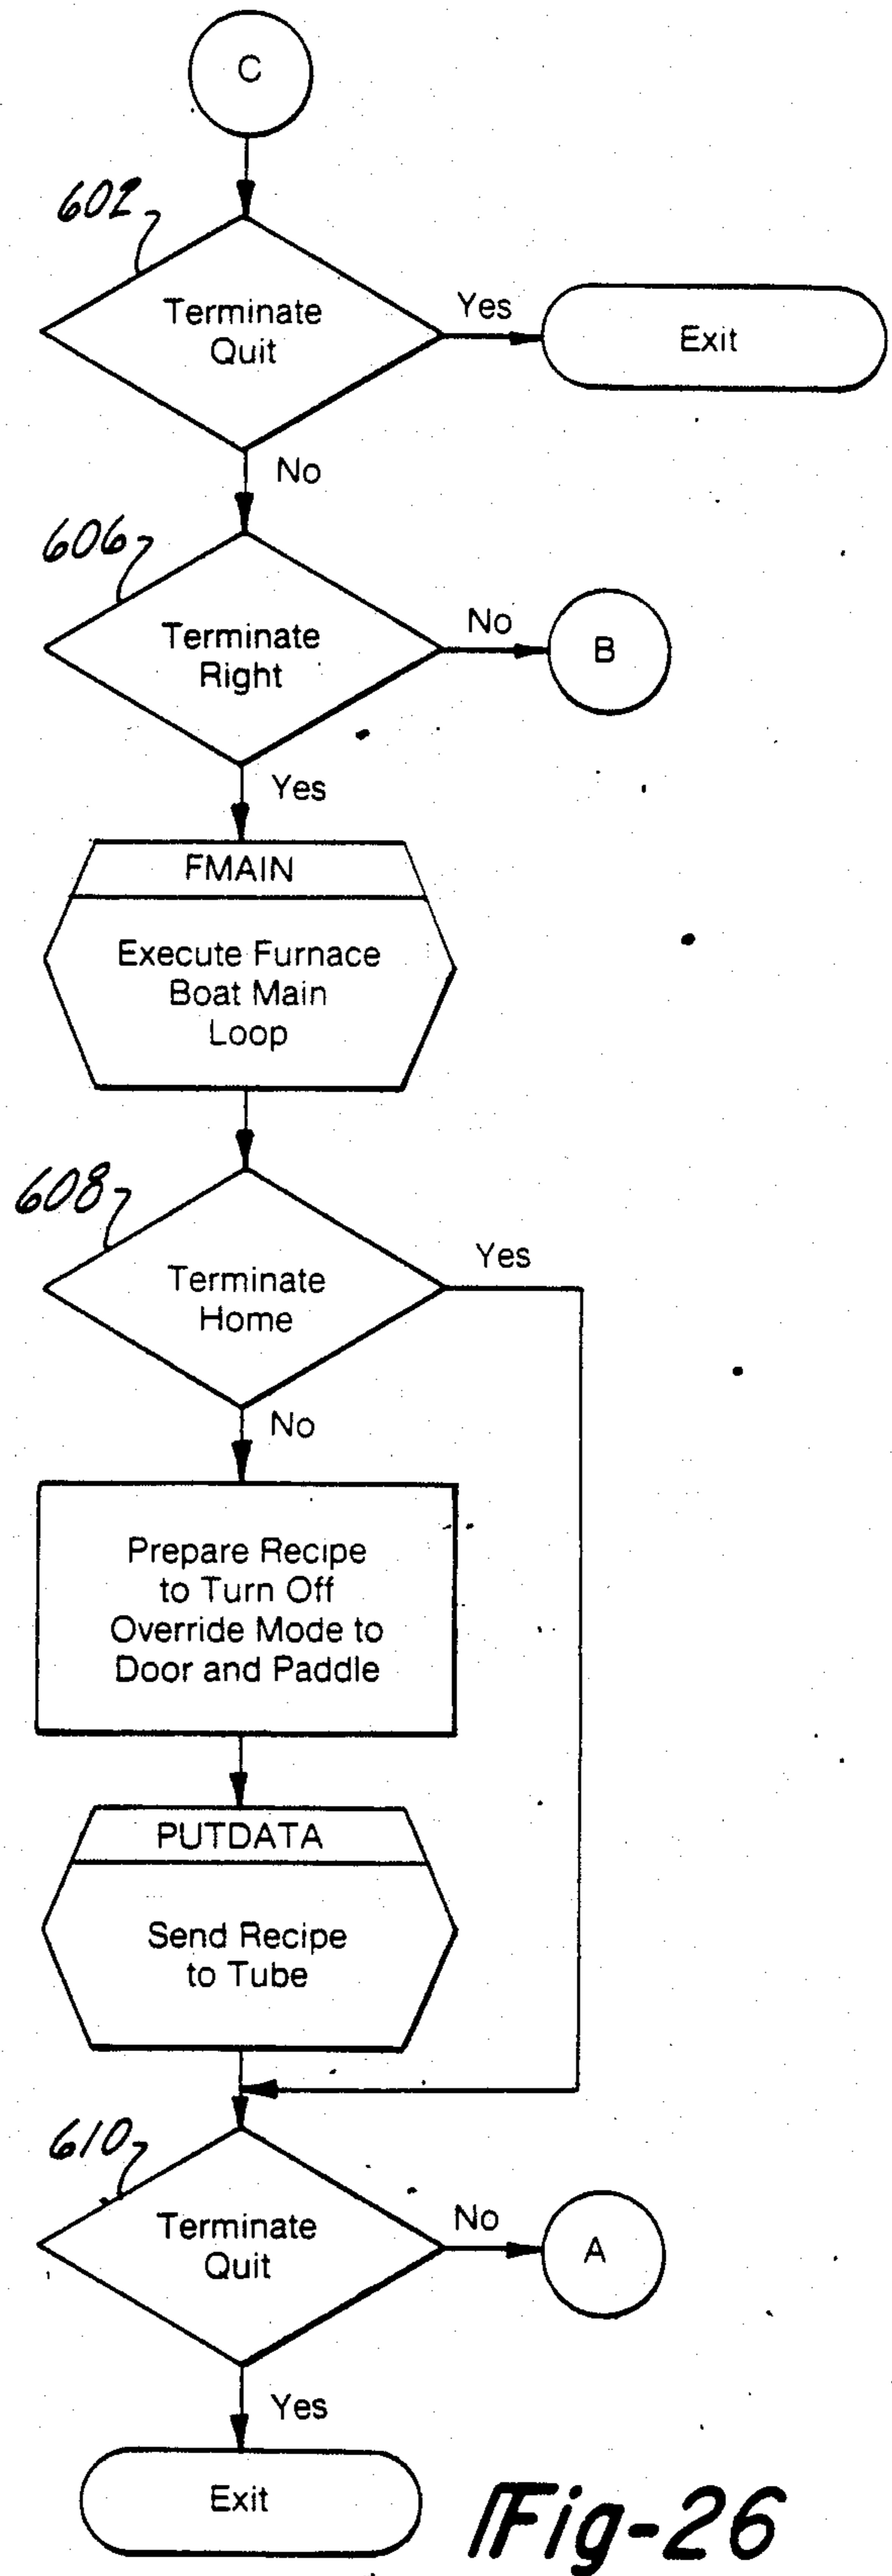 C
602
Terminate
Quit
Yes
Exit
No
606
Terminate
Right
No
B
Yes
FMAIN
Execute Furnace
Boat Main
Loop
608
Terminate
Home
Yes
No
Prepare Recipe
to Turn Off
Override Mode to
Door and Paddle
PUTDATA
Send Recipe
to Tube
610
Terminate
Quit
No
A
Yes
Exit
Fig-26